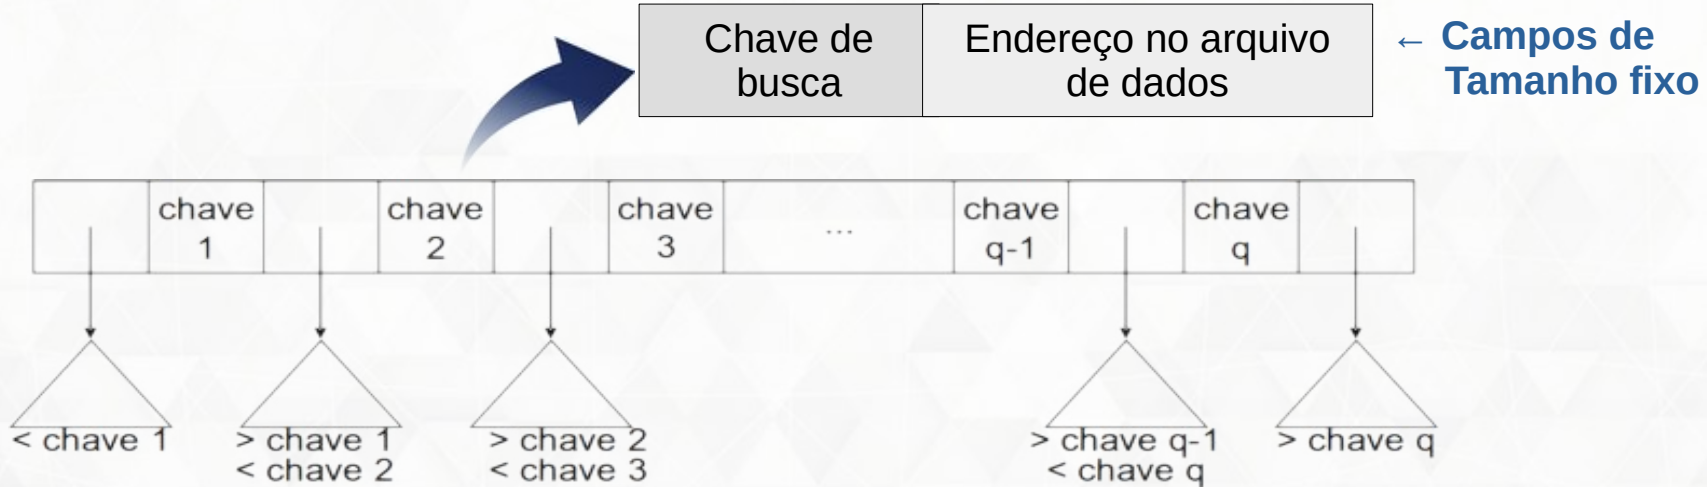 Chave de
busca
Endereço no arquivo
de dados
← Campos de
Tamanho fixo
chave
1
chave
2
chave
3
...
chave
q-1
chave
q
< chave 1
> chave 1
< chave 2
> chave 2
< chave 3
> chave q-1
< chave q
> chave q